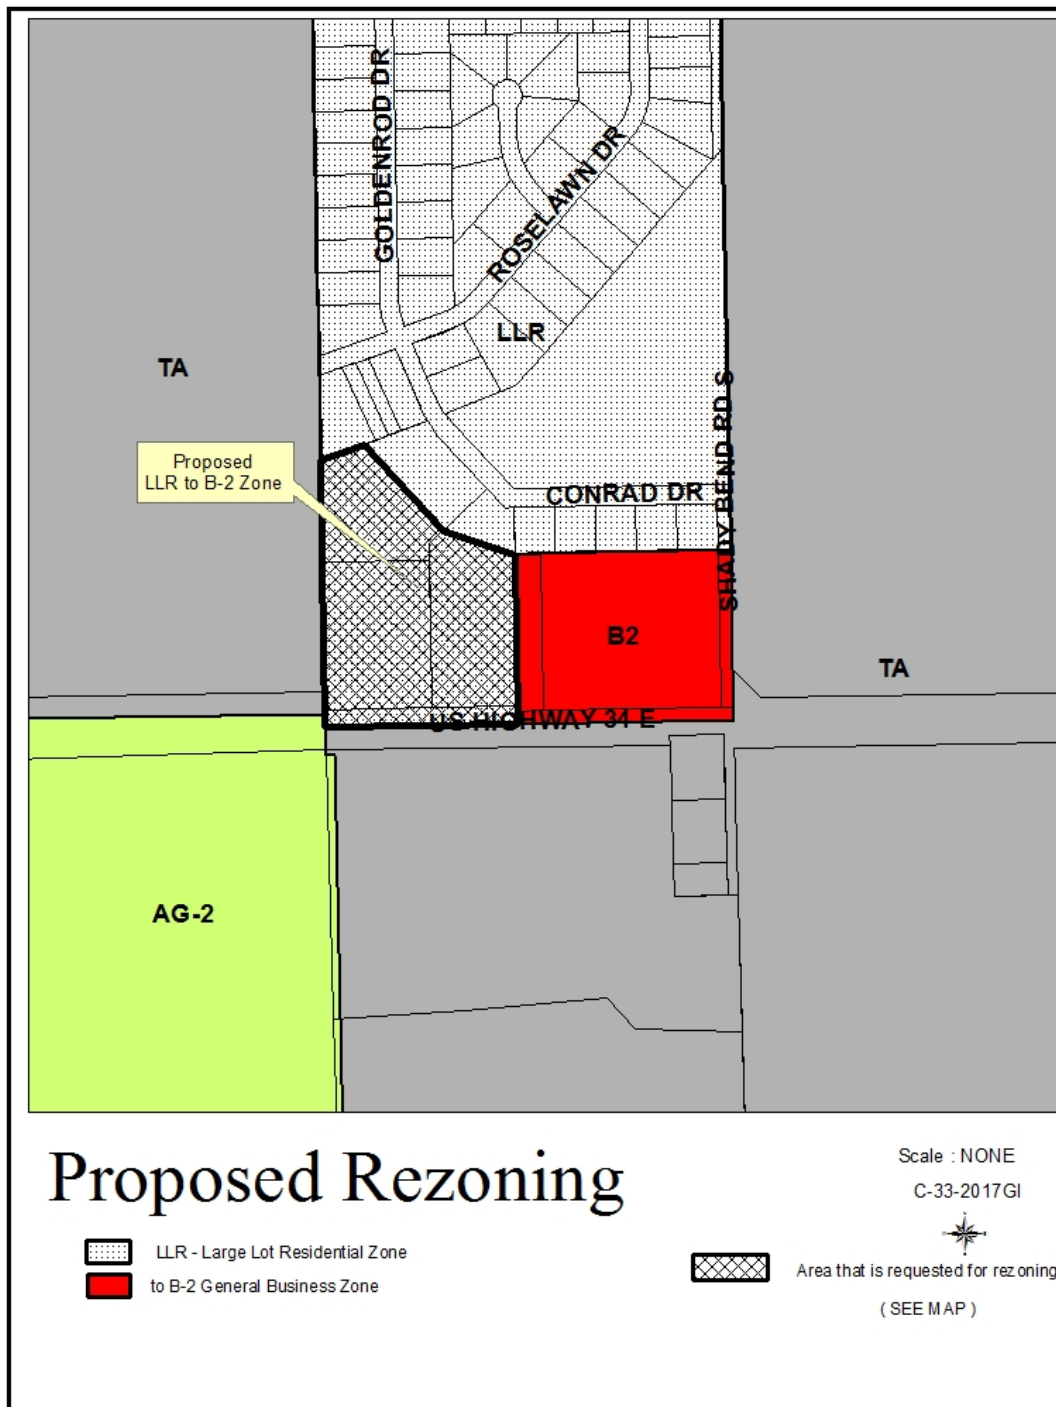 GOLDENROD DR
ROSELAWN DR
LLR
TA
SHADY BEND RD S
Proposed
LLR to B-2 Zone
CONRAD DR
B2
TA
US HIGHWAY 34 E
AG-2
Proposed Rezoning
Scale : NONE
C-33-2017GI
LLR - Large Lot Residential Zone
to B-2 General Business Zone
Area that is requested for rezoning
( SEE MAP )